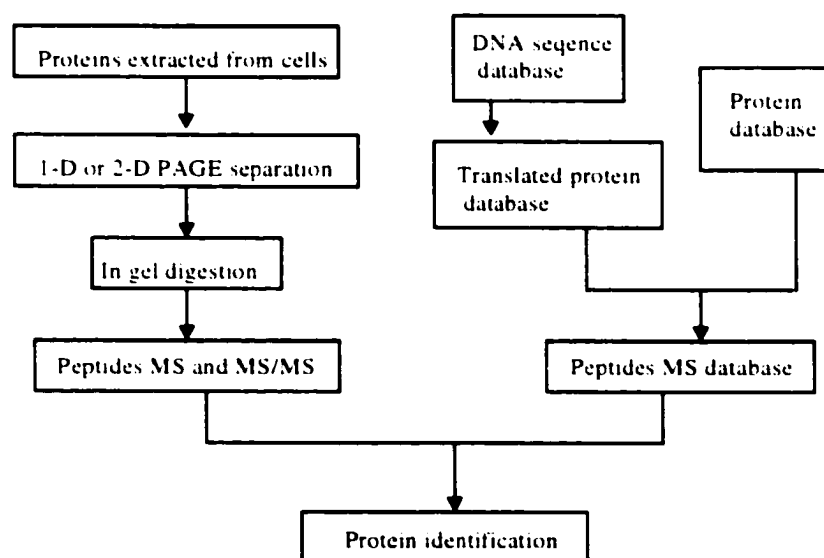 Proteins extracted from cells
1-D or 2-D PAGE separation
In gel digestion
Peptides MS and MS/MS
DNA seqence
database
Translated protein
database
Protein
database
Peptides MS database
Protein identification